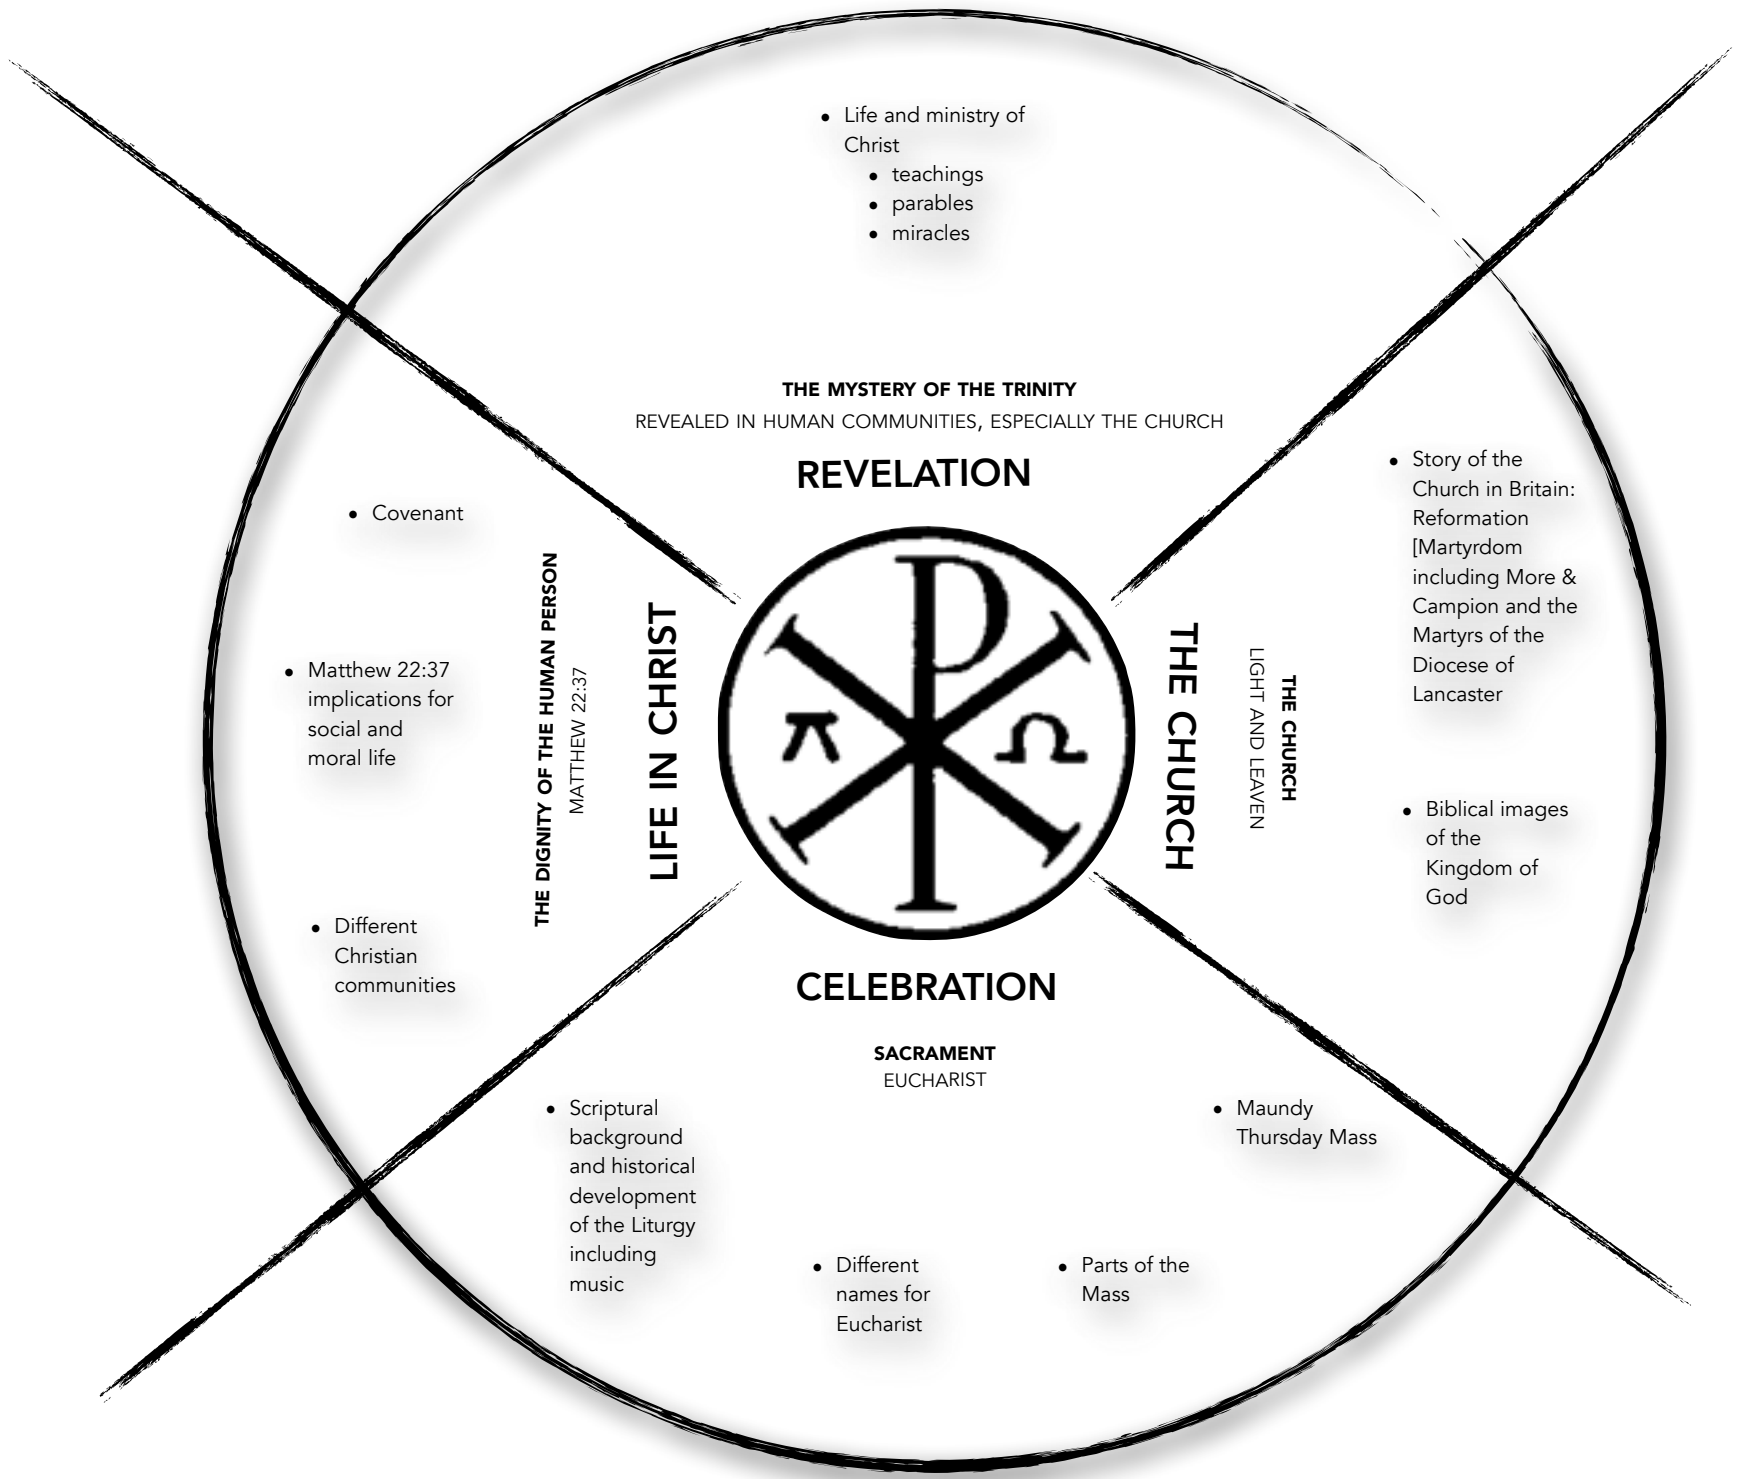 • Life and ministry of
Christ
• teachings
• parables
• miracles
THE MYSTERY OF THE TRINITY
REVEALED IN HUMAN COMMUNITIES, ESPECIALLY THE CHURCH
REVELATION
• Covenant
• Matthew 22:37
implications for
social and
moral life
• Different
Christian
communities
THE DIGNITY OF THE HUMAN PERSON
MATTHEW 22:37
LIFE IN CHRIST
Α Ω
THE CHURCH
LIGHT AND LEAVEN
THE CHURCH
• Story of the
Church in Britain:
Reformation
[Martyrdom
including More &
Campion and the
Martyrs of the
Diocese of
Lancaster
• Biblical images
of the
Kingdom of
God
CELEBRATION
SACRAMENT
EUCHARIST
• Scriptural
background
and historical
development
of the Liturgy
including
music
• Different
names for
Eucharist
• Parts of the
Mass
• Maundy
Thursday Mass